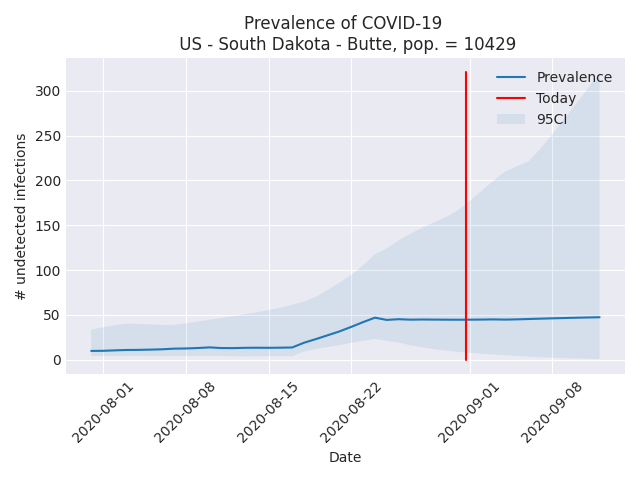 Prevalence of COVID-19
US - South Dakota - Butte, pop. = 10429
Prevalence
Today
95CI
300
250
200
150
100
50
0
# undetected infections
2020-08-01
2020-08-08
2020-08-15
2020-08-22
2020-09-01
2020-09-08
Date